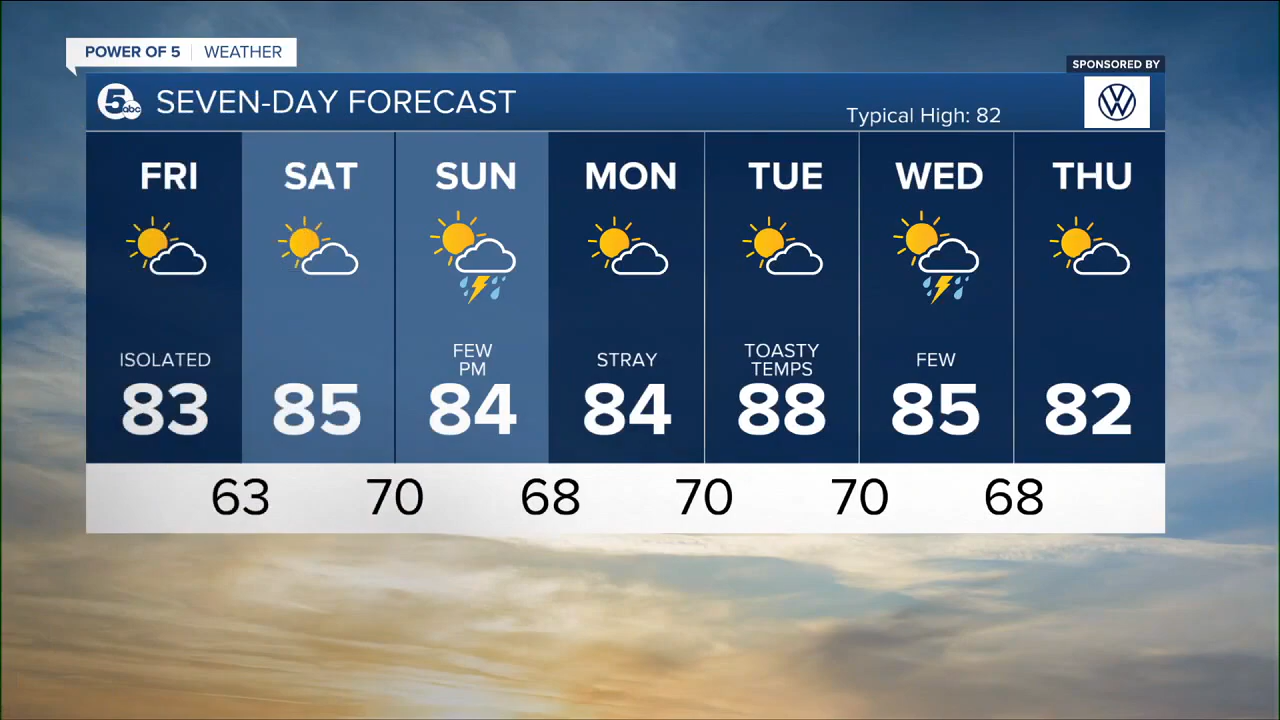 POWER OF 5 | WEATHER
SPONSORED BY
5 abc SEVEN-DAY FORECAST
Typical High: 82
FRI SAT SUN MON TUE WED THU
ISOLATED FEW PM STRAY TOASTY TEMPS FEW
83 85 84 84 88 85 82
63 70 68 70 70 68